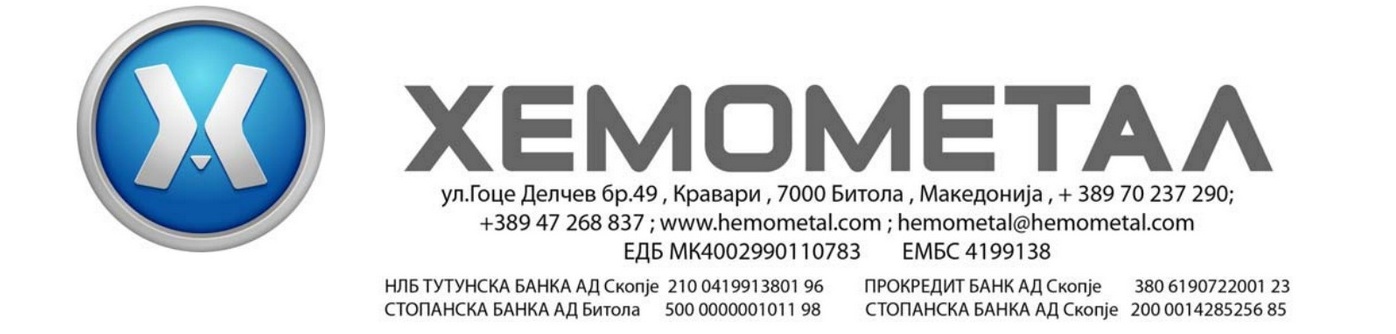 ХЕМОМЕТАЛ
ул.Гоце Делчев бр.49 , Кравари , 7000 Битола , Македонија , + 389 70 237 290;
+389 47 268 837 ; www.hemometal.com ; hemometal@hemometal.com
ЕДБ МК4002990110783 ЕМБС 4199138
НЛБ ТУТУНСКА БАНКА АД Скопје 210 0419913801 96 ПРОКРЕДИТ БАНК АД Скопје 380 6190722001 23
СТОПАНСКА БАНКА АД Битола 500 0000001011 98 СТОПАНСКА БАНКА АД Скопје 200 0014285256 85